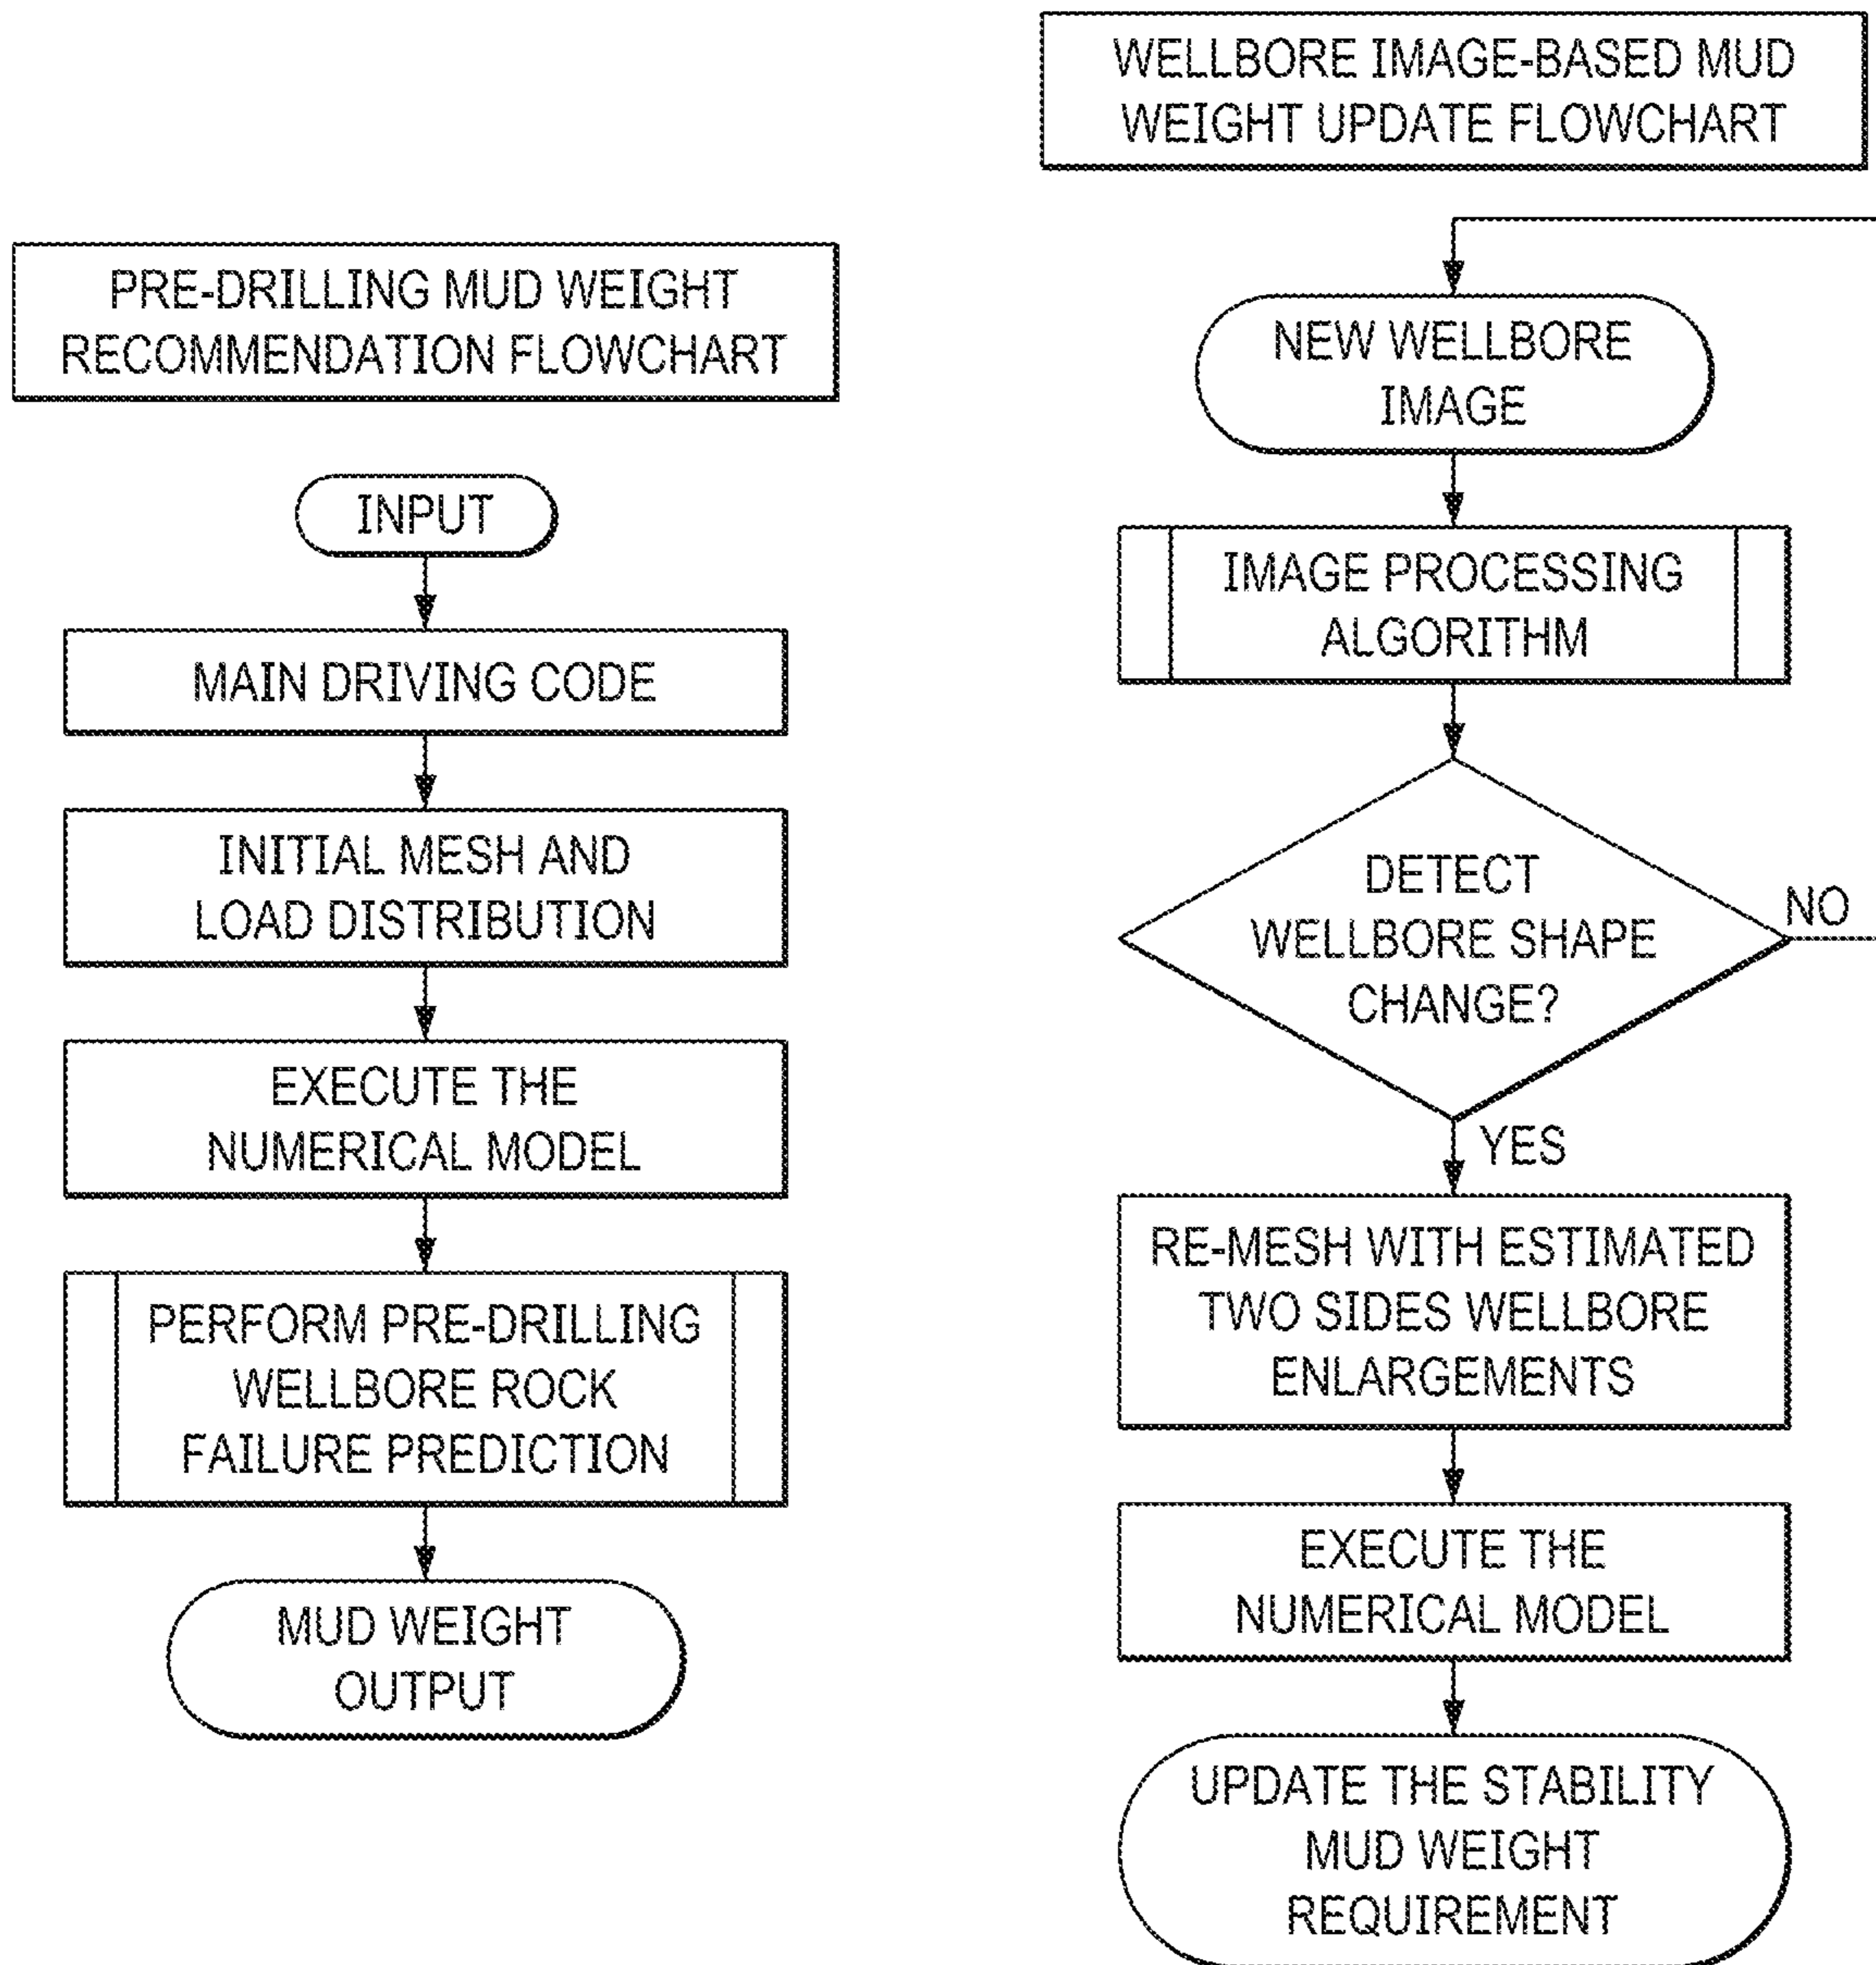 PRE-DRILLING MUD WEIGHT
RECOMMENDATION FLOWCHART
INPUT
MAIN DRIVING CODE
INITIAL MESH AND
LOAD DISTRIBUTION
EXECUTE THE
NUMERICAL MODEL
PERFORM PRE-DRILLING
WELLBORE ROCK
FAILURE PREDICTION
MUD WEIGHT
OUTPUT
WELLBORE IMAGE-BASED MUD
WEIGHT UPDATE FLOWCHART
NEW WELLBORE
IMAGE
IMAGE PROCESSING
ALGORITHM
DETECT
WELLBORE SHAPE
CHANGE?
NO
YES
RE-MESH WITH ESTIMATED
TWO SIDES WELLBORE
ENLARGEMENTS
EXECUTE THE
NUMERICAL MODEL
UPDATE THE STABILITY
MUD WEIGHT
REQUIREMENT